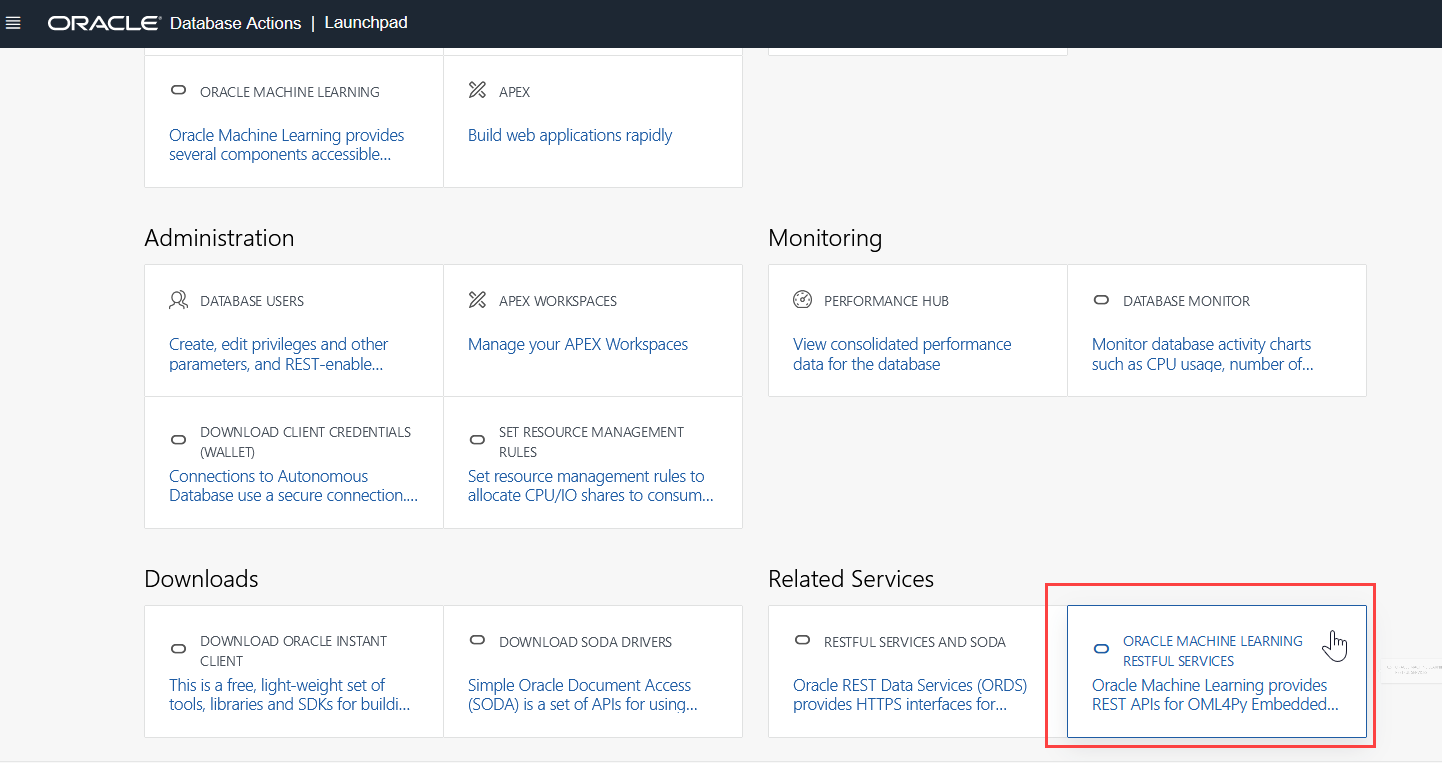 ORACLE Database Actions | Launchpad
ORACLE MACHINE LEARNING
Oracle Machine Learning provides
several components accessible...
APEX
Build web applications rapidly
Administration
DATABASE USERS
Create, edit privileges and other
parameters, and REST-enable...
APEX WORKSPACES
Manage your APEX Workspaces
DOWNLOAD CLIENT CREDENTIALS
(WALLET)
Connections to Autonomous
Database use a secure connection....
SET RESOURCE MANAGEMENT
RULES
Set resource management rules to
allocate CPU/IO shares to consum...
Monitoring
PERFORMANCE HUB
View consolidated performance
data for the database
DATABASE MONITOR
Monitor database activity charts
such as CPU usage, number of...
Downloads
DOWNLOAD ORACLE INSTANT
CLIENT
This is a free, light-weight set of
tools, libraries and SDKs for buildi...
DOWNLOAD SODA DRIVERS
Simple Oracle Document Access
(SODA) is a set of APIs for using...
Related Services
RESTFUL SERVICES AND SODA
Oracle REST Data Services (ORDS)
provides HTTPS interfaces for...
ORACLE MACHINE LEARNING
RESTFUL SERVICES
Oracle Machine Learning provides
REST APIs for OML4Py Embedded...